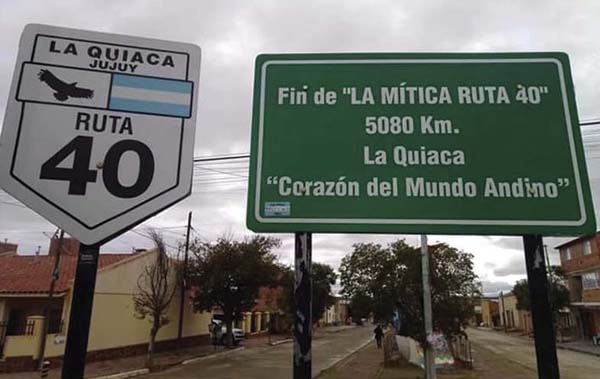 LA QUIACA
JUJUY
RUTA
40
Fin de "LA MÍTICA RUTA 40"
5080 Km.
La Quiaca
“Corazón del Mundo Andino”